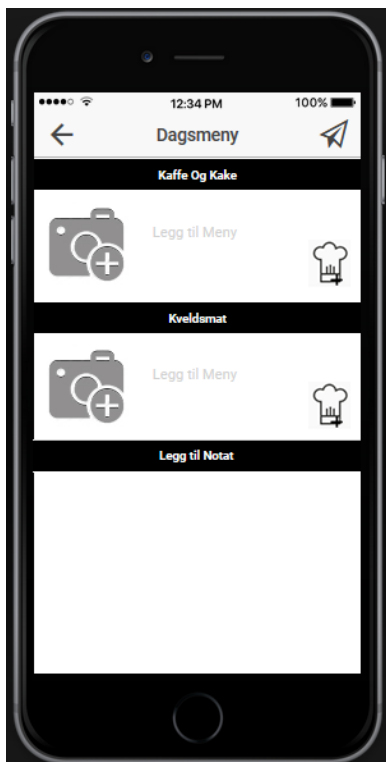 12:34 PM
100%
Dagsmeny
Kaffe Og Kake
Legg til Meny
Kveldsmat
Legg til Meny
Legg til Notat